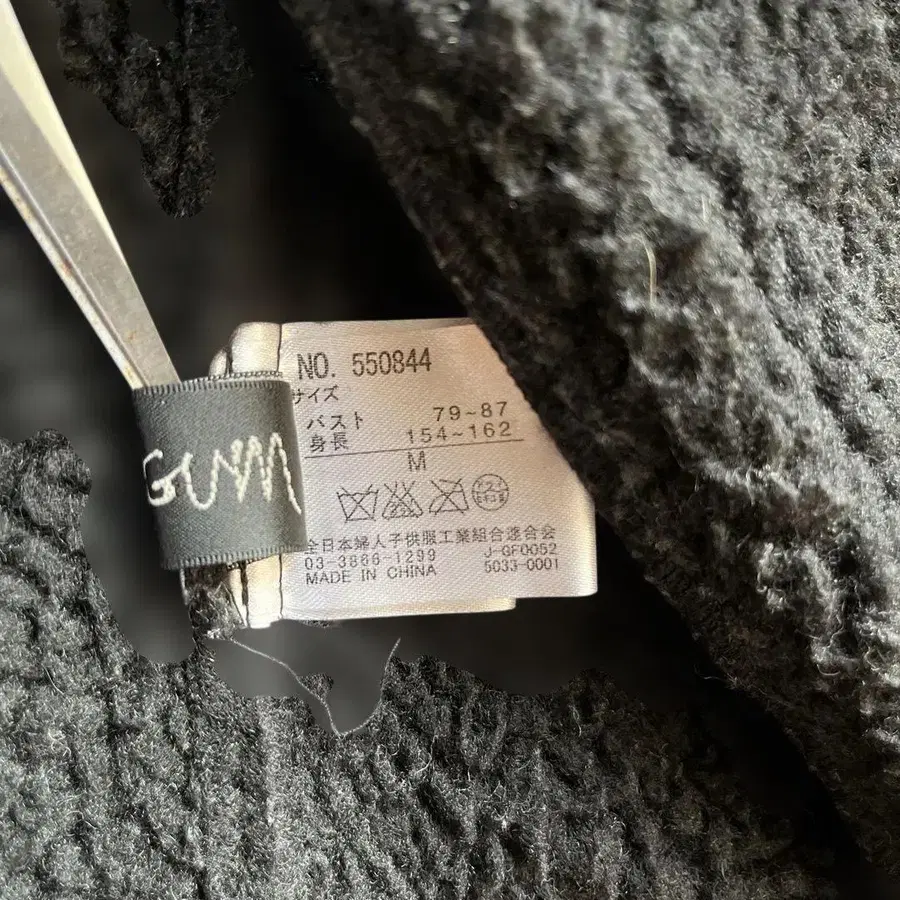 NO. 550844
サイズ
バスト 79~87
身長 154~162
M
全日本婦人子供服工業組合連合会
03-3866-1299 J-GF0052
MADE IN CHINA 5033-0001
GUM